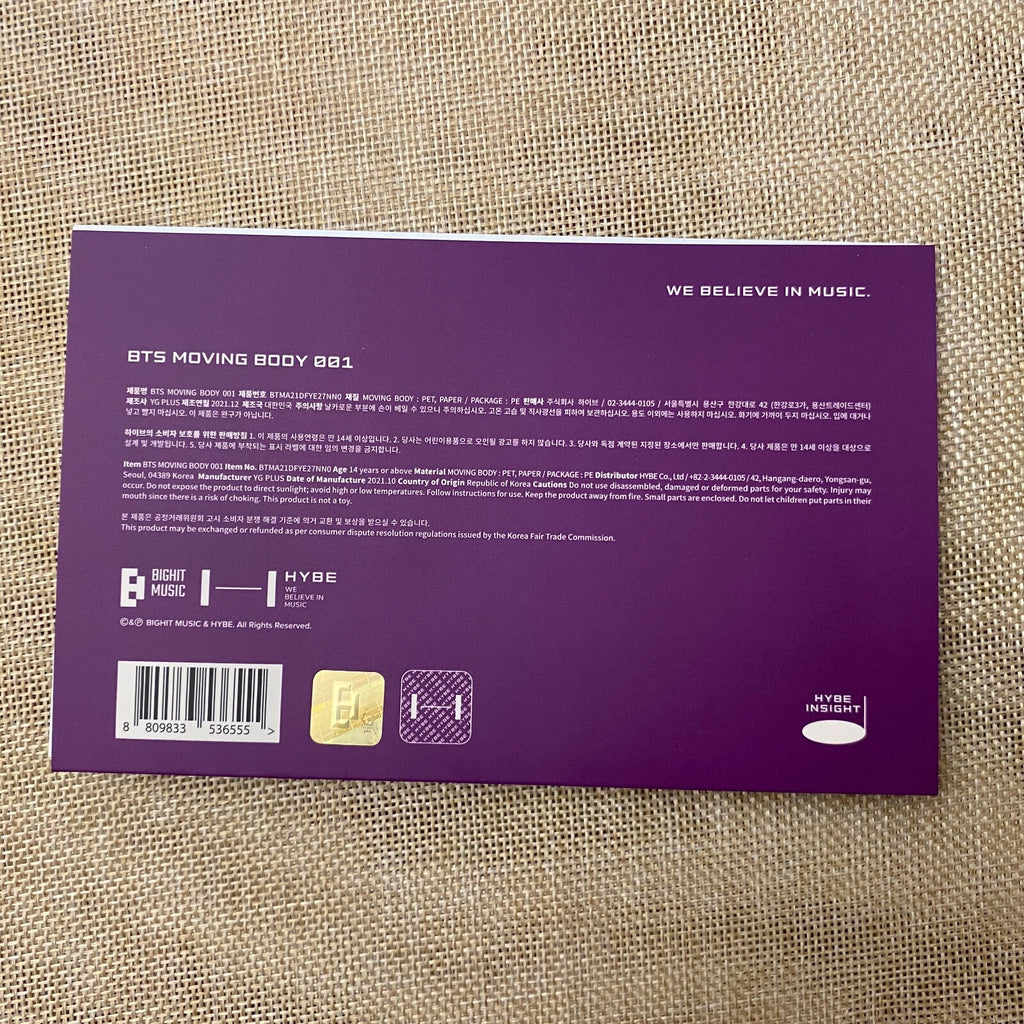 WE BELIEVE IN MUSIC.
BTS MOVING BODY 001
제품명 BTS MOVING BODY 001 제품번호 BTMA21DFYE27NN0 재질 MOVING BODY : PET, PAPER / PACKAGE : PE 판매사 주식회사 하이브 / 02-3444-0105 / 서울특별시 용산구 한강대로 42 (한강로3가, 용산트레이드센터)
제조사 YG PLUS 제조연월 2021.12 제조국 대한민국 주의사항 날카로운 부분에 손이 베일 수 있으니 주의하십시오. 고온 고습 및 직사광선을 피하여 보관하십시오. 용도 이외에는 사용하지 마십시오. 화기에 가까이 두지 마십시오. 입에 대거나
넣고 빨지 마십시오. 이 제품은 완구가 아닙니다.
하이브의 소비자 보호를 위한 판매방침 1. 이 제품의 사용연령은 만 14세 이상입니다. 2. 당사는 어린이용품으로 오인될 광고를 하지 않습니다. 3. 당사와 독점 계약된 지정된 장소에서만 판매합니다. 4. 당사 제품은 만 14세 이상을 대상으로
설계 및 개발됩니다. 5. 당사 제품에 부착되는 표시 라벨에 대한 임의 변경을 금지합니다.
Item BTS MOVING BODY 001 Item No. BTMA21DFYE27NN0 Age 14 years or above Material MOVING BODY : PET, PAPER / PACKAGE : PE Distributor HYBE Co., Ltd / +82-2-3444-0105 / 42, Hangang-daero, Yongsan-gu,
Seoul, 04389 Korea Manufacturer YG PLUS Date of Manufacture 2021.10 Country of Origin Republic of Korea Cautions Do not use disassembled, damaged or deformed parts for your safety. Injury may
occur. Do not expose the product to direct sunlight; avoid high or low temperatures. Follow instructions for use. Keep the product away from fire. Small parts are enclosed. Do not let children put parts in their
mouth since there is a risk of choking. This product is not a toy.
본 제품은 공정거래위원회 고시 소비자 분쟁 해결 기준에 의거 교환 및 보상을 받으실 수 있습니다.
This product may be exchanged or refunded as per consumer dispute resolution regulations issued by the Korea Fair Trade Commission.
BIGHIT
MUSIC
HYBE
WE
BELIEVE IN
MUSIC
©&℗ BIGHIT MUSIC & HYBE. All Rights Reserved.
8 809833 536555 >
HYBE
INSIGHT